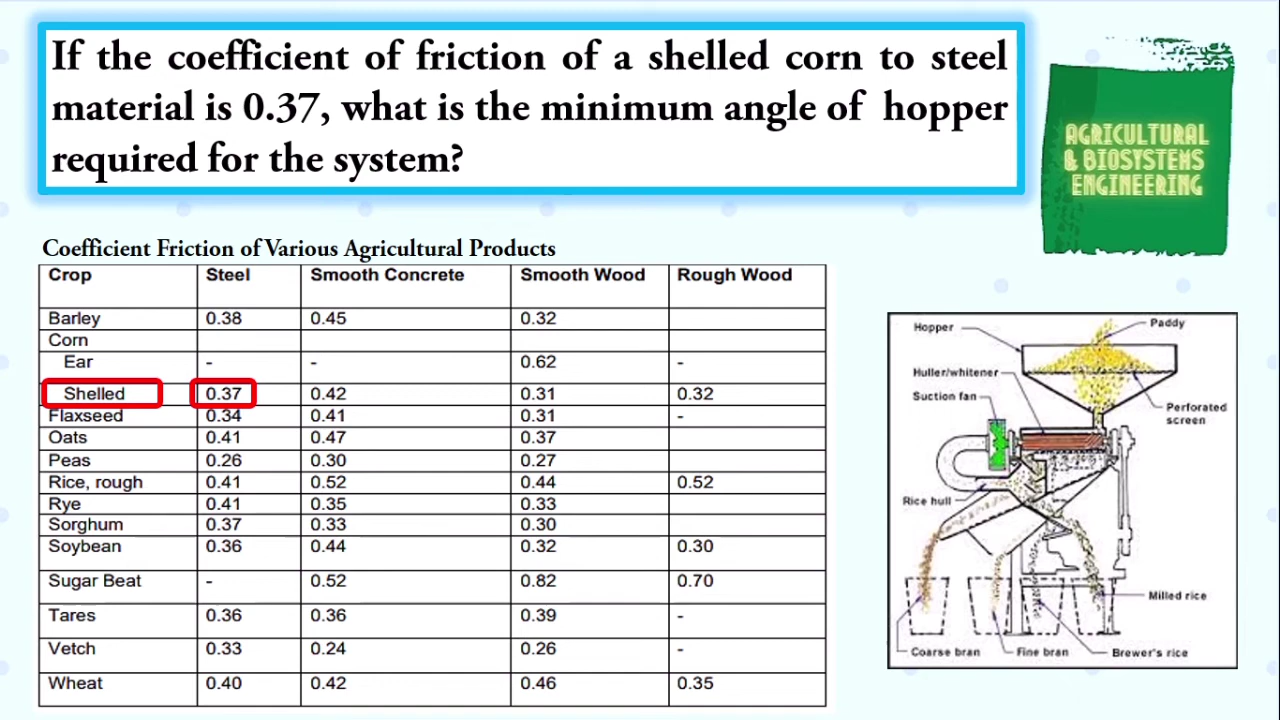 If the coefficient of friction of a shelled corn to steel
material is 0.37, what is the minimum angle of hopper
required for the system?
AGRICULTURAL
& BIOSYSTEMS
ENGINEERING
Coefficient Friction of Various Agricultural Products
Crop Steel Smooth Concrete Smooth Wood Rough Wood
Barley 0.38 0.45 0.32
Corn
Ear - - 0.62 -
Shelled 0.37 0.42 0.31 0.32
Flaxseed 0.34 0.41 0.31 -
Oats 0.41 0.47 0.37
Peas 0.26 0.30 0.27
Rice, rough 0.41 0.52 0.44 0.52
Rye 0.41 0.35 0.33
Sorghum 0.37 0.33 0.30
Soybean 0.36 0.44 0.32 0.30
Sugar Beat - 0.52 0.82 0.70
Tares 0.36 0.36 0.39 -
Vetch 0.33 0.24 0.26 -
Wheat 0.40 0.42 0.46 0.35
Hopper
Paddy
Huller/whitener
Suction fan
Perforated
screen
Rice hull
Milled rice
Coarse bran
Fine bran
Brewer's rice